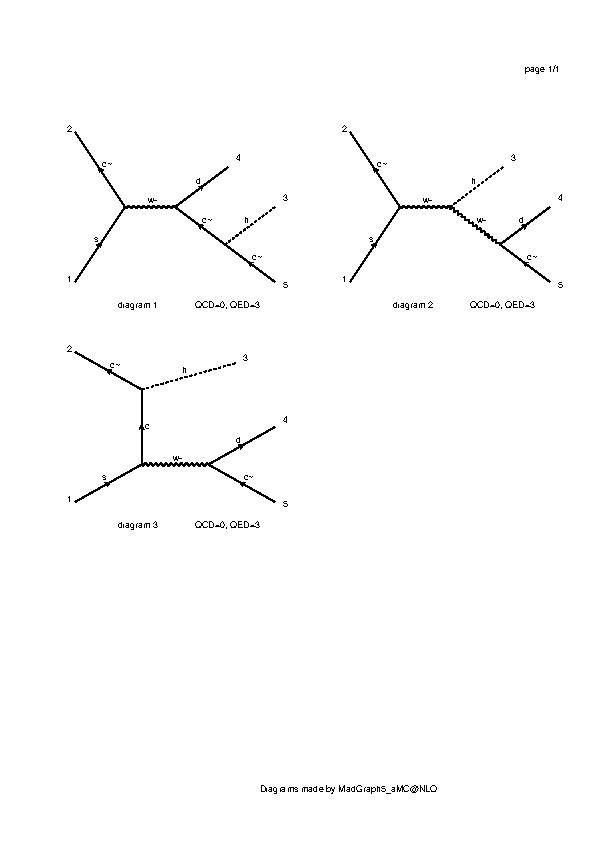 page 1/1
2 c~ s 1 w- d 4 c~ h 3 c~ 5
diagram 1 QCD=0, QED=3
2 c~ s 1 w- h 3 w- d 4 c~ 5
diagram 2 QCD=0, QED=3
2 c~ h 3 c s 1 w- d 4 c~ 5
diagram 3 QCD=0, QED=3
Diagrams made by MadGraph5_aMC@NLO